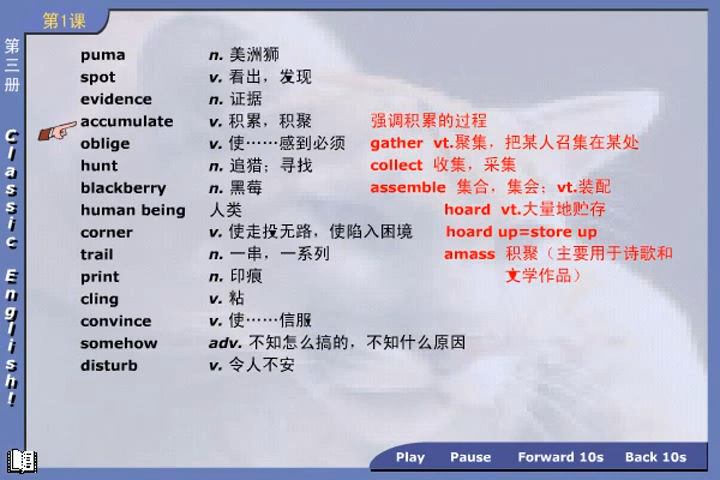 第1课
第三册
Classic English!
puma n. 美洲狮
spot v. 看出，发现
evidence n. 证据
accumulate v. 积累，积聚 强调积累的过程
oblige v. 使……感到必须 gather vt.聚集，把某人召集在某处
hunt n. 追猎；寻找 collect 收集，采集
blackberry n. 黑莓 assemble 集合，集会；vt.装配
human being 人类 hoard vt.大量地贮存
corner v. 使走投无路，使陷入困境 hoard up=store up
trail n. 一串，一系列 amass 积聚（主要用于诗歌和
print n. 印痕 文学作品）
cling v. 粘
convince v. 使……信服
somehow adv. 不知怎么搞的，不知什么原因
disturb v. 令人不安
Play Pause Forward 10s Back 10s